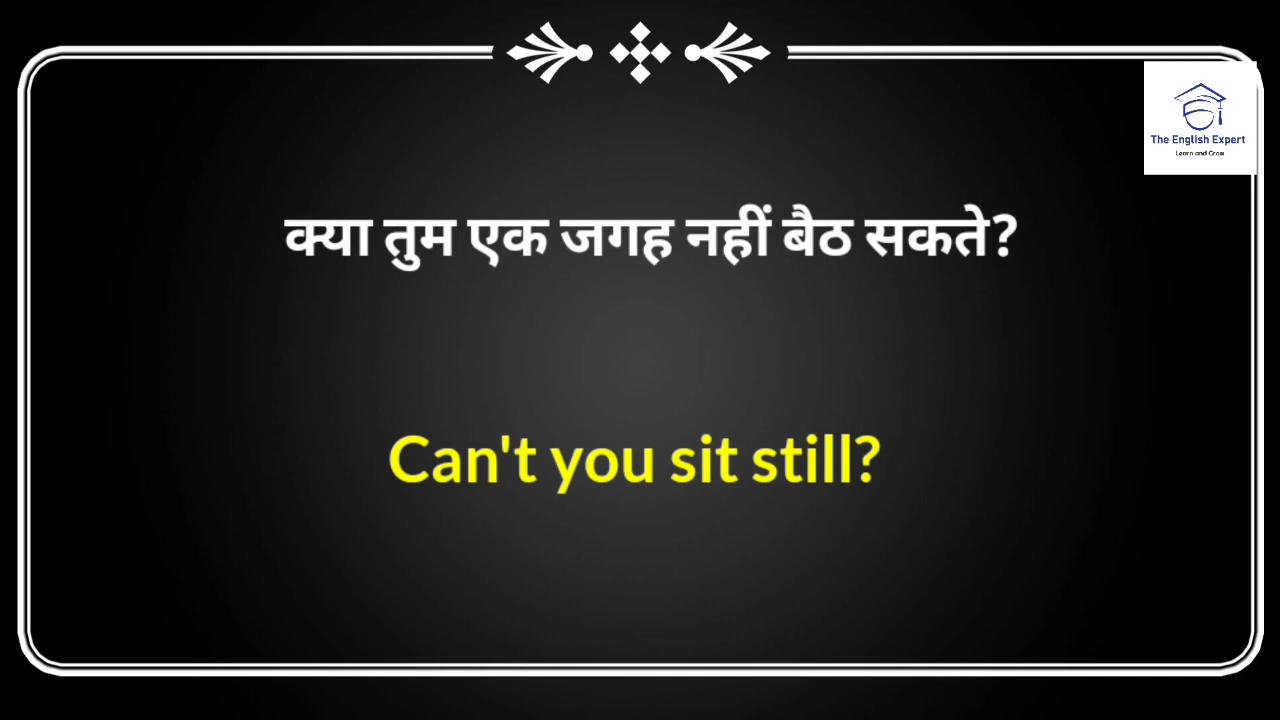 The English Expert
Learn and Grow
क्या तुम एक जगह नहीं बैठ सकते?
Can't you sit still?